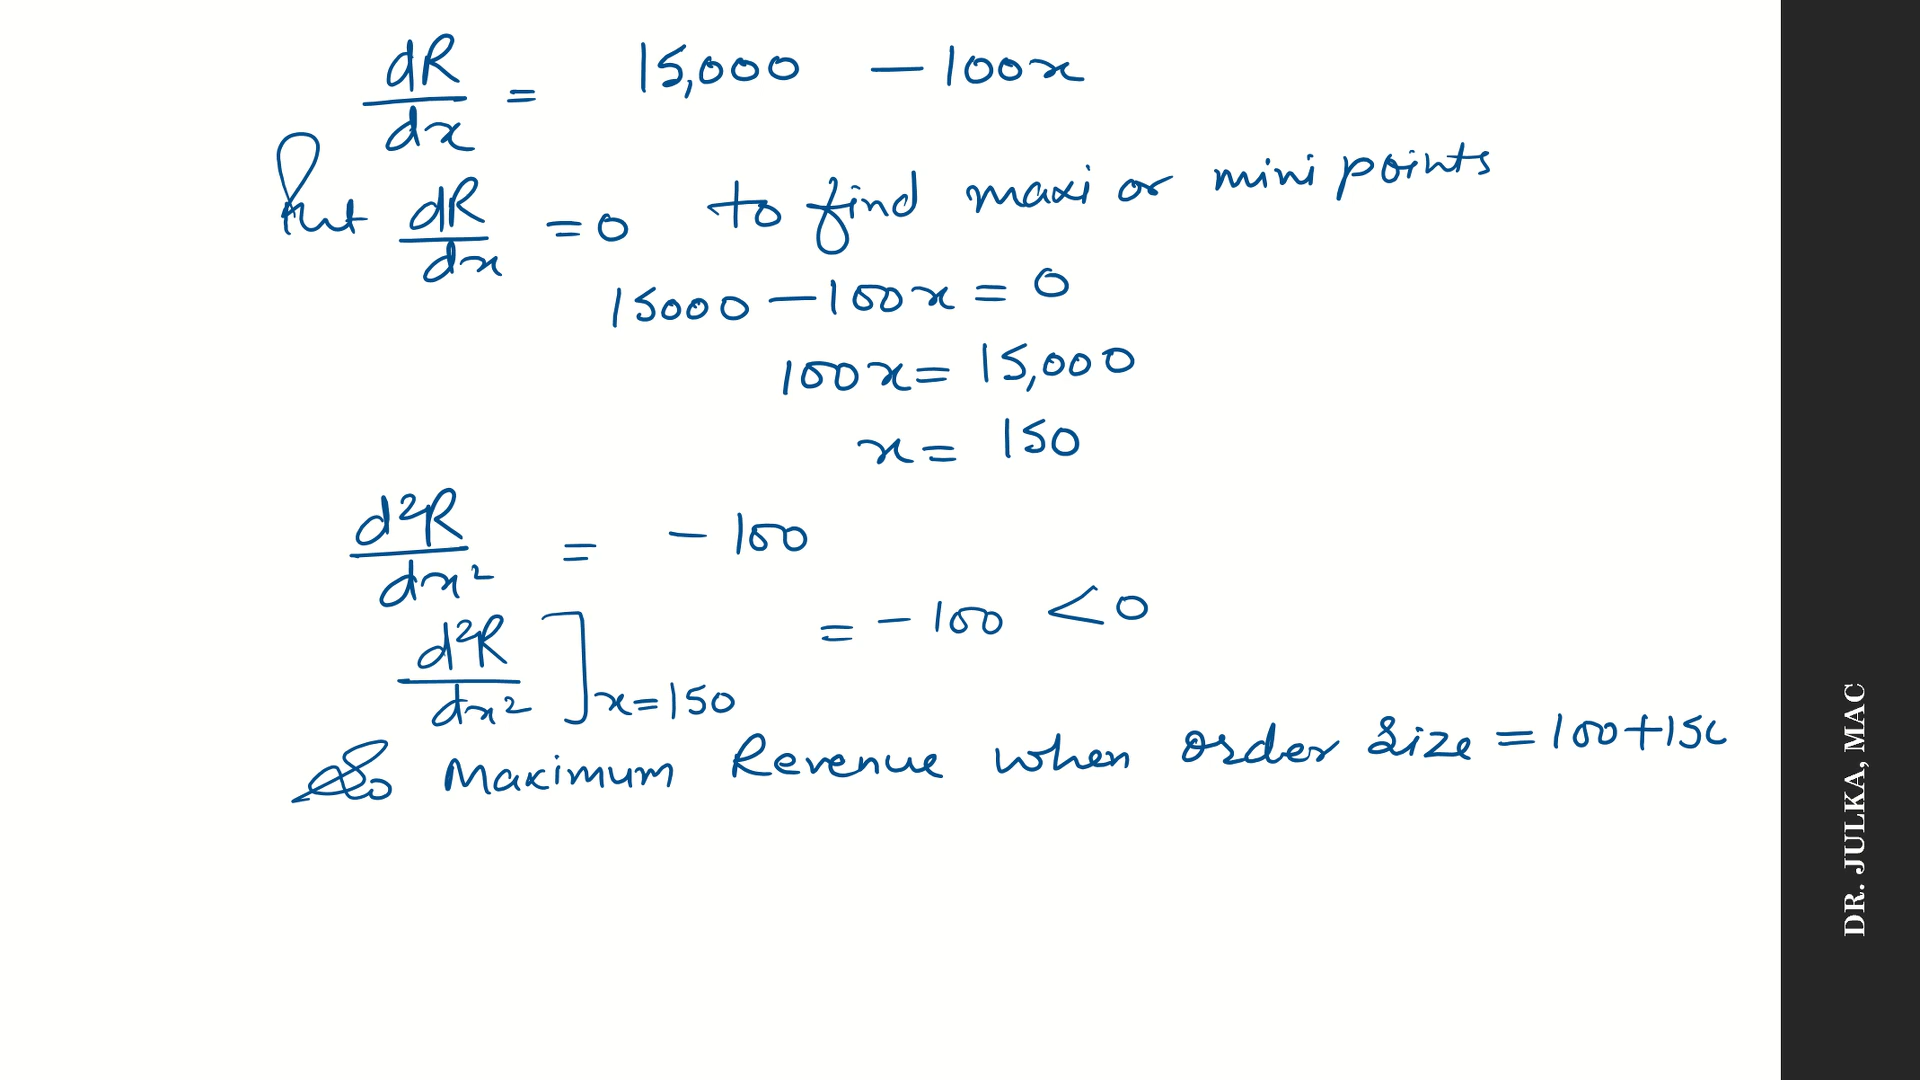 dR/dx = 15,000 - 100x
Put dR/dx = 0 to find maxi or mini points
15000 - 100x = 0
100x = 15,000
x = 150
d²R/dx² = - 100
d²R/dx² ]x=150 = - 100 < 0
So Maximum Revenue when order size = 100+150
DR. JULKA, MAC